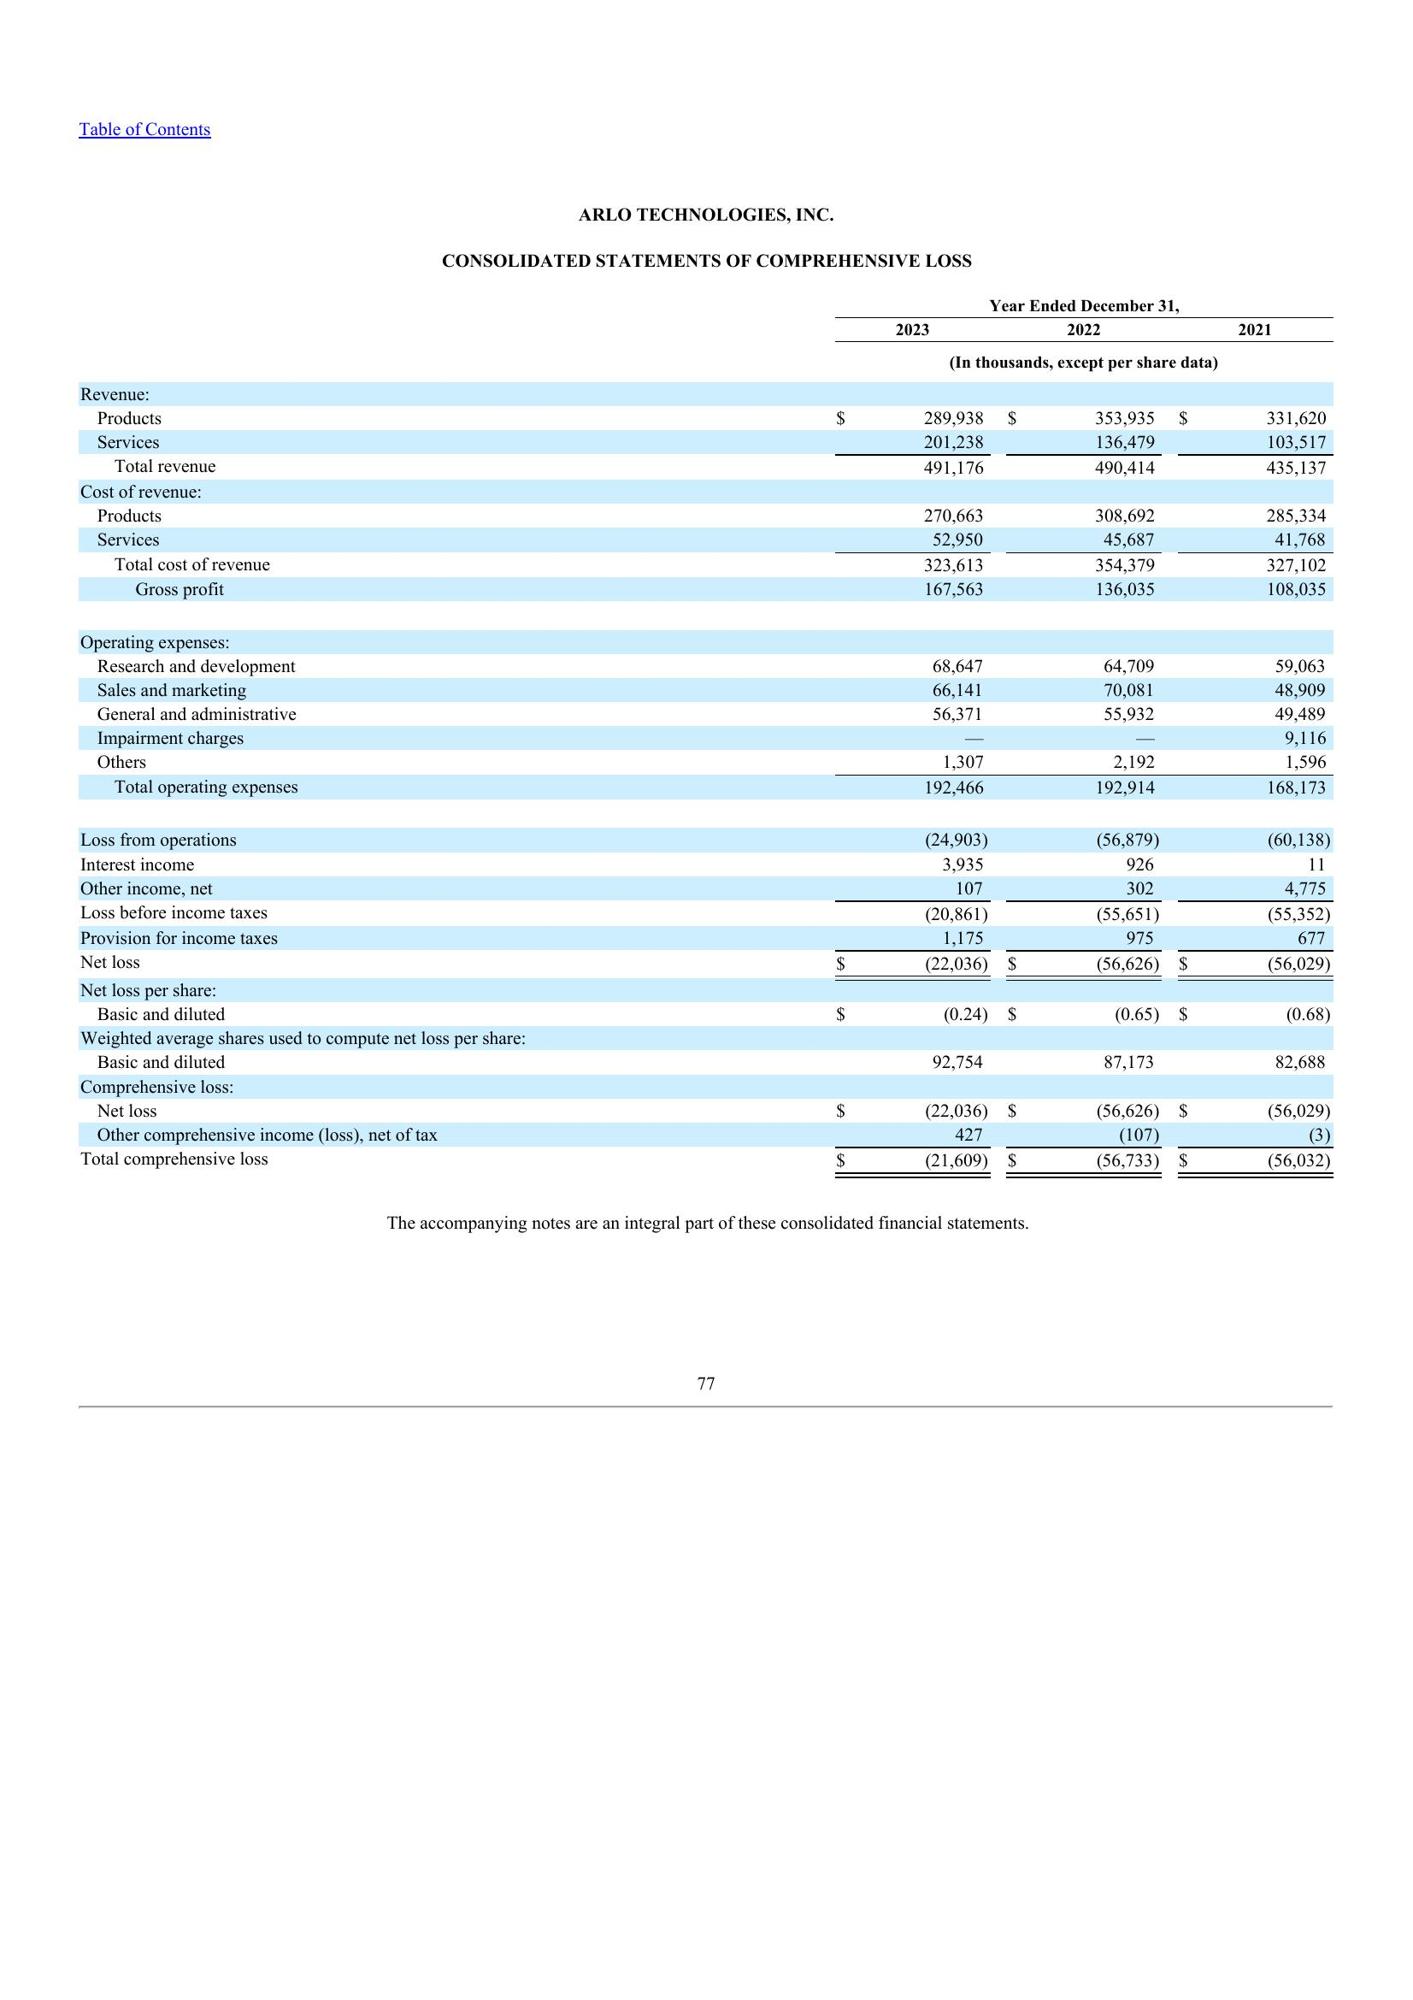 Table of Contents
ARLO TECHNOLOGIES, INC.
CONSOLIDATED STATEMENTS OF COMPREHENSIVE LOSS
Year Ended December 31,
2023 2022 2021
(In thousands, except per share data)
Revenue:
Products $ 289,938 $ 353,935 $ 331,620
Services 201,238 136,479 103,517
Total revenue 491,176 490,414 435,137
Cost of revenue:
Products 270,663 308,692 285,334
Services 52,950 45,687 41,768
Total cost of revenue 323,613 354,379 327,102
Gross profit 167,563 136,035 108,035
Operating expenses:
Research and development 68,647 64,709 59,063
Sales and marketing 66,141 70,081 48,909
General and administrative 56,371 55,932 49,489
Impairment charges — — 9,116
Others 1,307 2,192 1,596
Total operating expenses 192,466 192,914 168,173
Loss from operations (24,903) (56,879) (60,138)
Interest income 3,935 926 11
Other income, net 107 302 4,775
Loss before income taxes (20,861) (55,651) (55,352)
Provision for income taxes 1,175 975 677
Net loss $ (22,036) $ (56,626) $ (56,029)
Net loss per share:
Basic and diluted $ (0.24) $ (0.65) $ (0.68)
Weighted average shares used to compute net loss per share:
Basic and diluted 92,754 87,173 82,688
Comprehensive loss:
Net loss $ (22,036) $ (56,626) $ (56,029)
Other comprehensive income (loss), net of tax 427 (107) (3)
Total comprehensive loss $ (21,609) $ (56,733) $ (56,032)
The accompanying notes are an integral part of these consolidated financial statements.
77